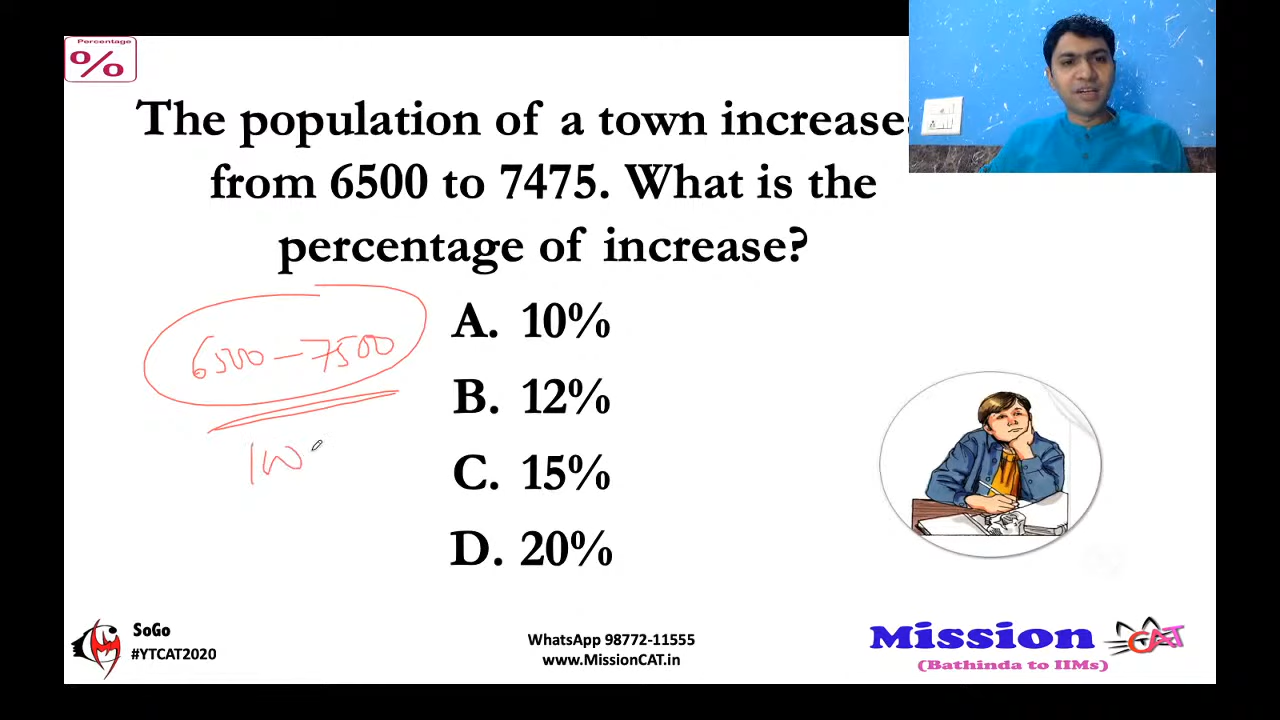 Percentage
%
The population of a town increases
from 6500 to 7475. What is the
percentage of increase?
6500 - 7500
A. 10%
B. 12%
C. 15%
D. 20%
SoGo
#YTCAT2020
WhatsApp 98772-11555
www.MissionCAT.in
Mission CAT
(Bathinda to IIMs)